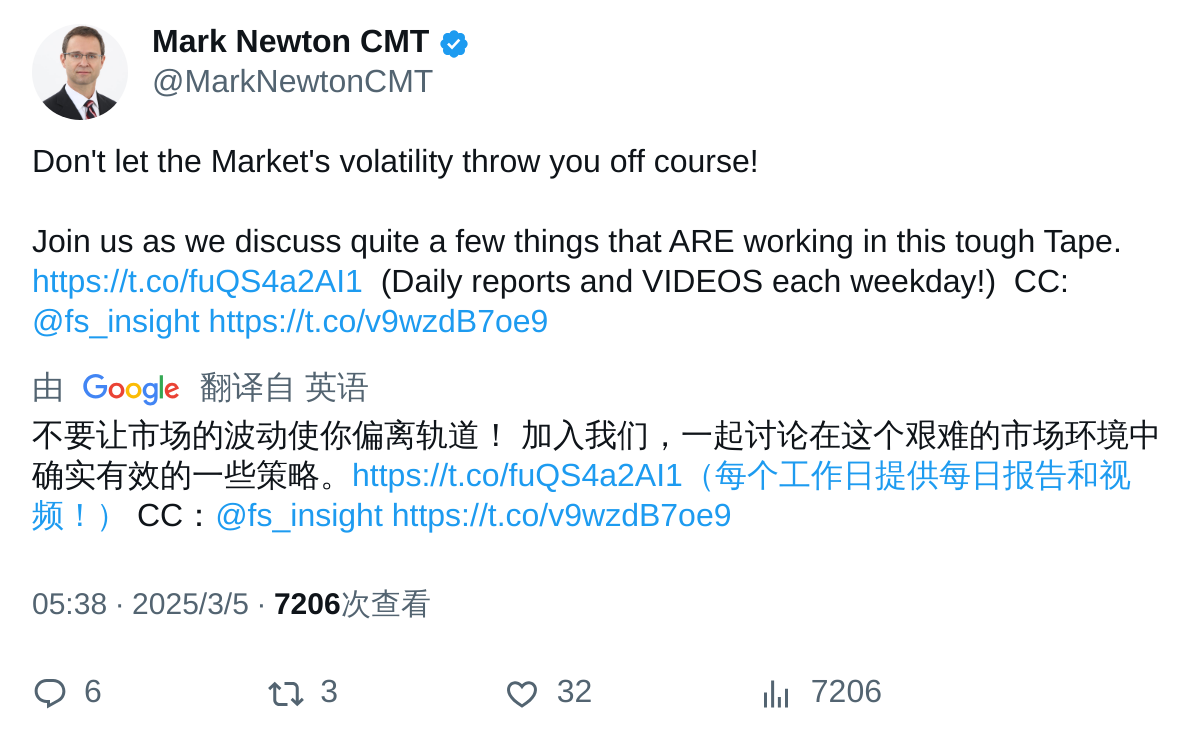 Mark Newton CMT
@MarkNewtonCMT
Don't let the Market's volatility throw you off course!
Join us as we discuss quite a few things that ARE working in this tough Tape.
https://t.co/fuQS4a2AI1  (Daily reports and VIDEOS each weekday!)  CC:
@fs_insight https://t.co/v9wzdB7oe9
由 Google 翻译自 英语
不要让市场的波动使你偏离轨道！ 加入我们，一起讨论在这个艰难的市场环境中
确实有效的一些策略。https://t.co/fuQS4a2AI1（每个工作日提供每日报告和视
频！） CC：@fs_insight https://t.co/v9wzdB7oe9
05:38 · 2025/3/5 · 7206次查看
6 3 32 7206